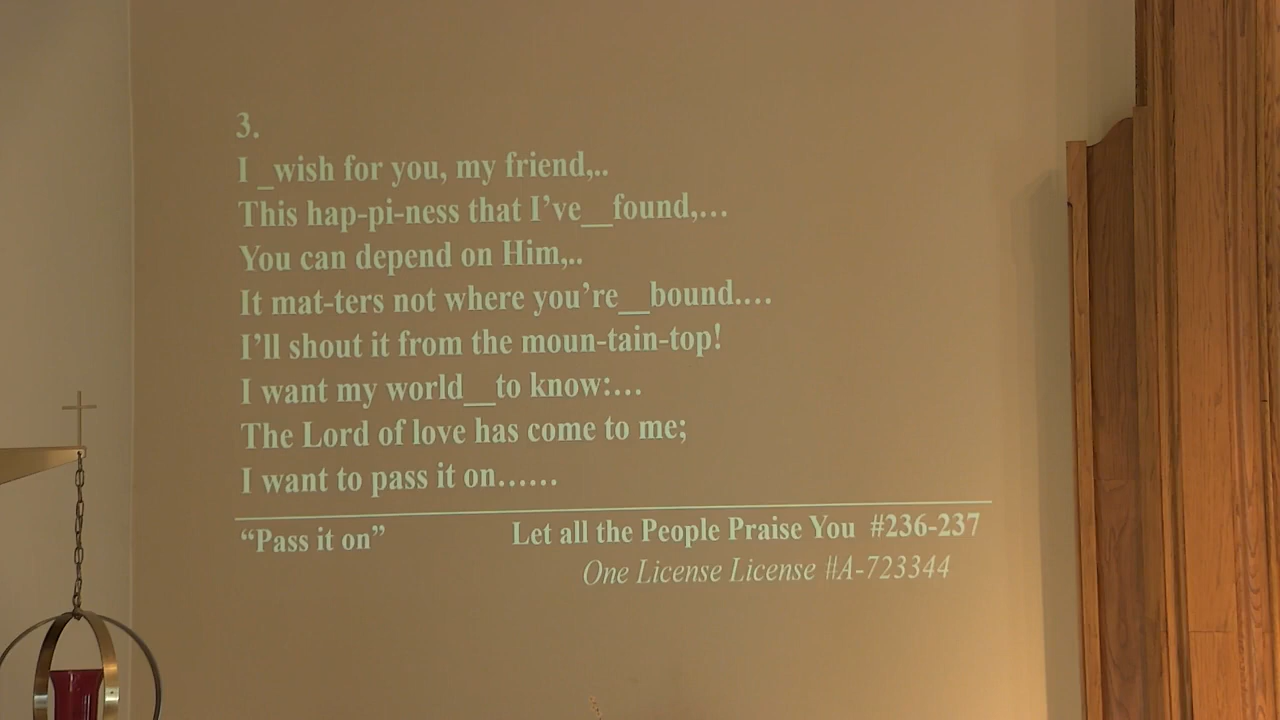 3.
I _wish for you, my friend,..
This hap-pi-ness that I’ve__found,…
You can depend on Him,..
It mat-ters not where you’re__bound.…
I’ll shout it from the moun-tain-top!
I want my world__to know:…
The Lord of love has come to me;
I want to pass it on……
“Pass it on” Let all the People Praise You #236-237
One License License #A-723344